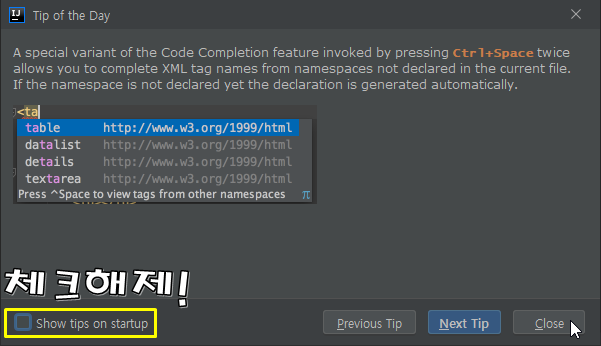 IJ Tip of the Day
A special variant of the Code Completion feature invoked by pressing Ctrl+Space twice
allows you to complete XML tag names from namespaces not declared in the current file.
If the namespace is not declared yet the declaration is generated automatically.
<ta
table http://www.w3.org/1999/html
datalist http://www.w3.org/1999/html
details http://www.w3.org/1999/html
textarea http://www.w3.org/1999/html
Press ^Space to view tags from other namespaces π
체크해제!
Show tips on startup Previous Tip Next Tip Close